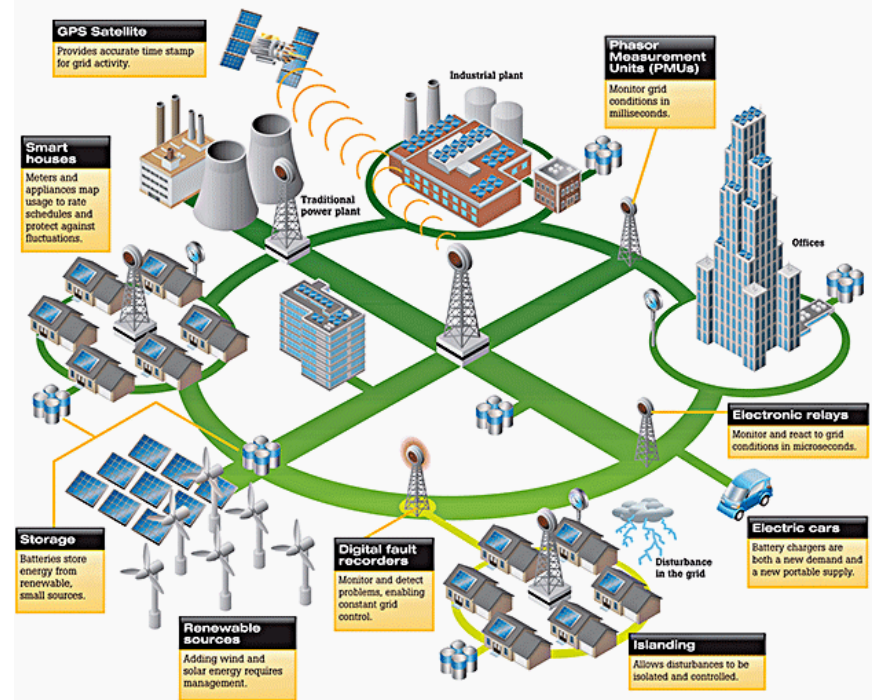 GPS Satellite
Provides accurate time stamp
for grid activity.
Industrial plant
Phasor
Measurement
Units (PMUs)
Monitor grid
conditions in
milliseconds.
Smart
houses
Meters and
appliances map
usage to rate
schedules and
protect against
fluctuations.
Traditional
power plant
Offices
Electronic relays
Monitor and react to grid
conditions in microseconds.
Storage
Batteries store
energy from
renewable,
small sources.
Digital fault
recorders
Monitor and detect
problems, enabling
constant grid
control.
Disturbance
in the grid
Electric cars
Battery chargers are
both a new demand and
a new portable supply.
Renewable
sources
Adding wind and
solar energy requires
management.
Islanding
Allows disturbances to be
isolated and controlled.